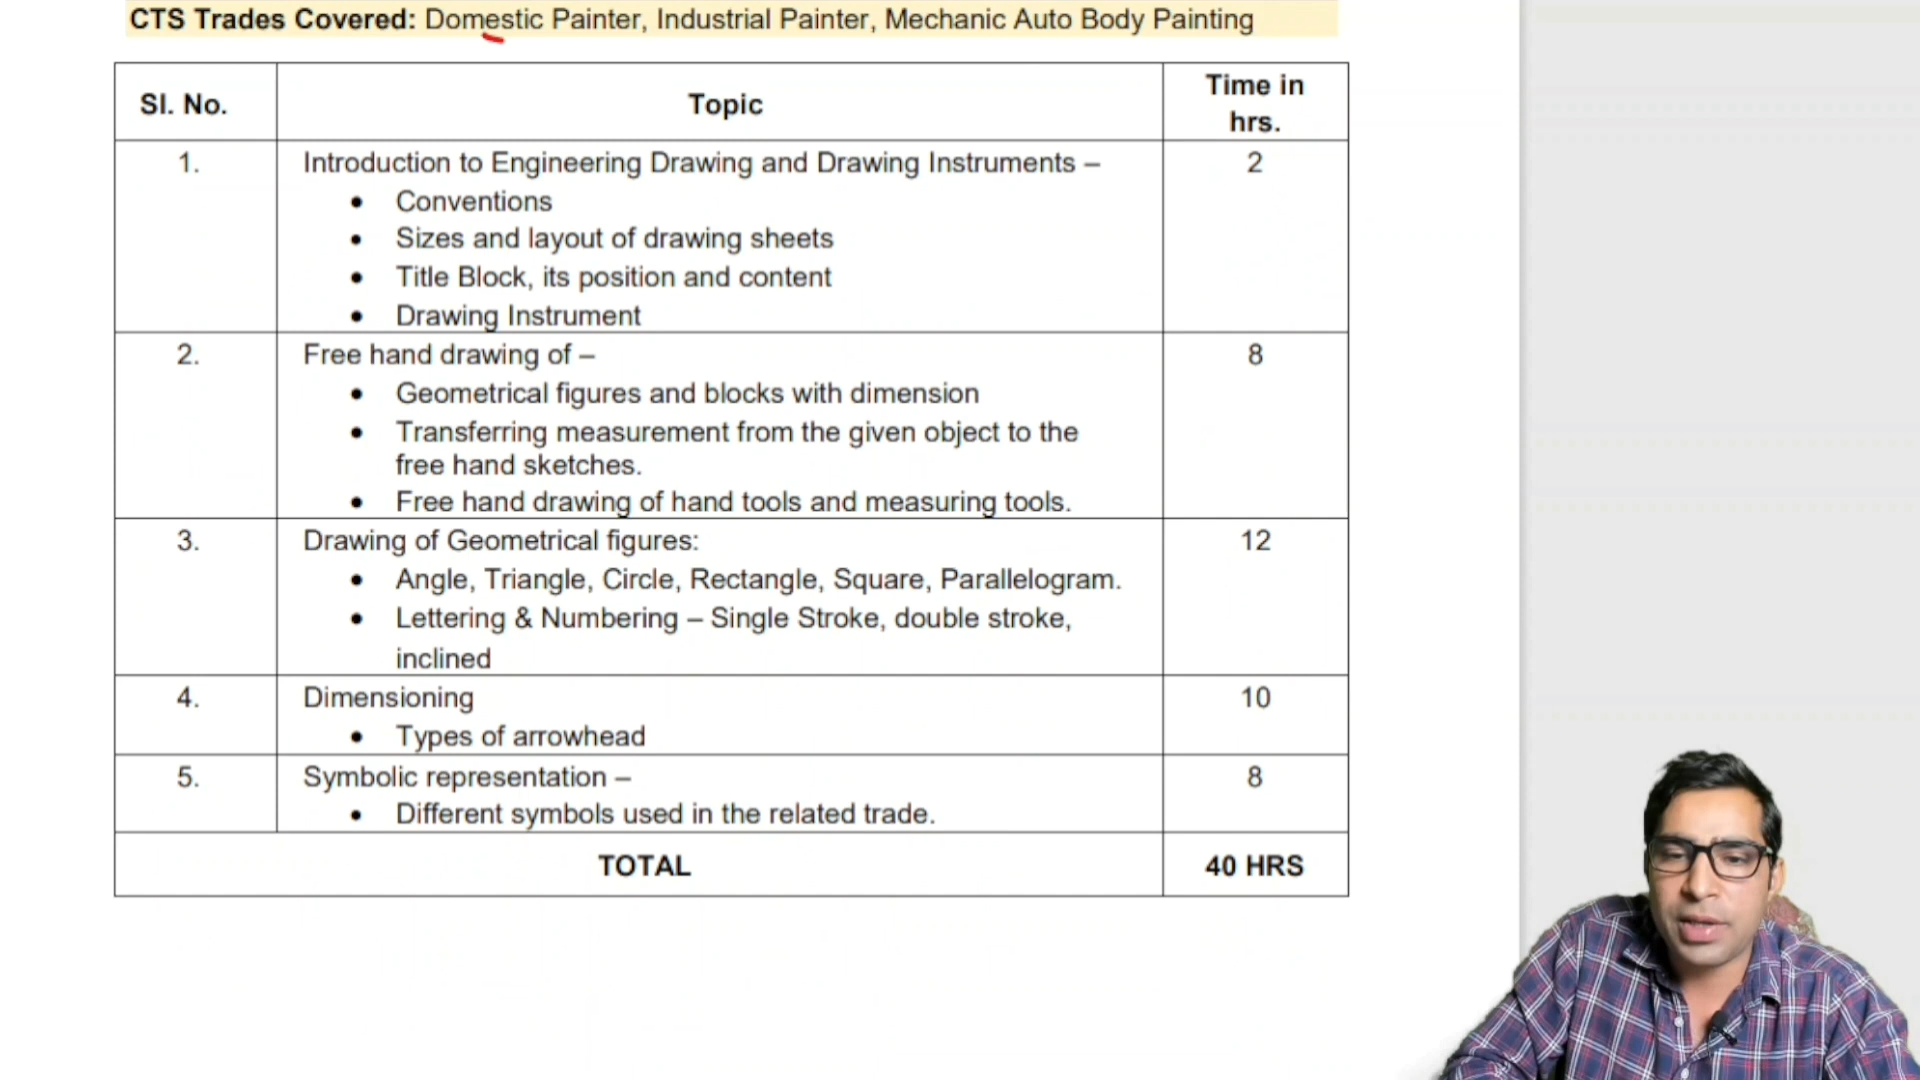 CTS Trades Covered: Domestic Painter, Industrial Painter, Mechanic Auto Body Painting
SI. No.
Topic
Time in
hrs.
1.
Introduction to Engineering Drawing and Drawing Instruments –
2
• Conventions
• Sizes and layout of drawing sheets
• Title Block, its position and content
• Drawing Instrument
2.
Free hand drawing of –
8
• Geometrical figures and blocks with dimension
• Transferring measurement from the given object to the
free hand sketches.
• Free hand drawing of hand tools and measuring tools.
3.
Drawing of Geometrical figures:
12
• Angle, Triangle, Circle, Rectangle, Square, Parallelogram.
• Lettering & Numbering – Single Stroke, double stroke,
inclined
4.
Dimensioning
10
• Types of arrowhead
5.
Symbolic representation –
8
• Different symbols used in the related trade.
TOTAL
40 HRS